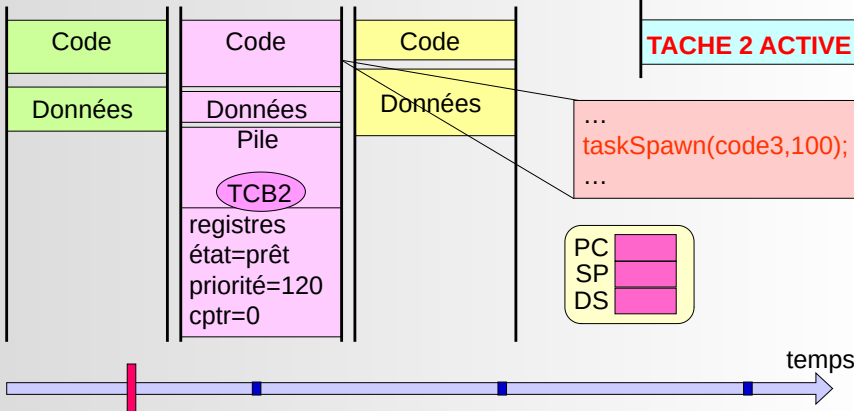 Code
Données
Code
Données
Pile
TCB2
registres
état=prêt
priorité=120
cptr=0
Code
Données
TACHE 2 ACTIVE
...
taskSpawn(code3,100);
...
PC
SP
DS
temps